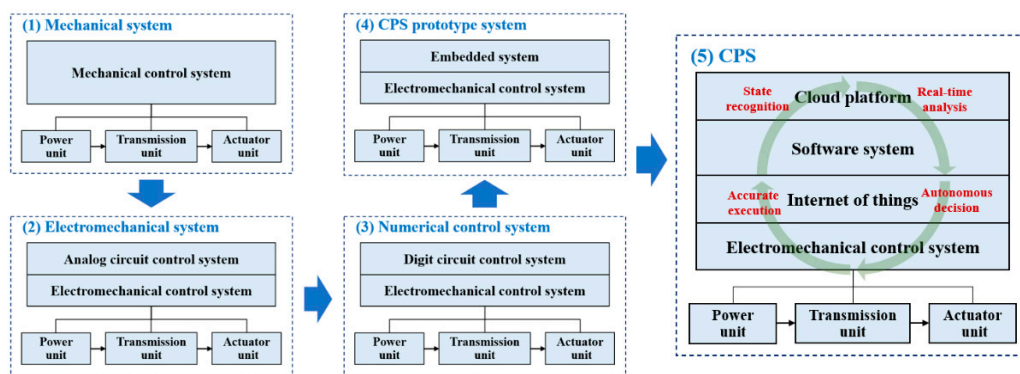 (1) Mechanical system
Mechanical control system
Power
unit
Transmission
unit
Actuator
unit
(2) Electromechanical system
Analog circuit control system
Electromechanical control system
Power
unit
Transmission
unit
Actuator
unit
(3) Numerical control system
Digit circuit control system
Electromechanical control system
Power
unit
Transmission
unit
Actuator
unit
(4) CPS prototype system
Embedded system
Electromechanical control system
Power
unit
Transmission
unit
Actuator
unit
(5) CPS
State
recognition
Cloud platform
Real-time
analysis
Software system
Accurate
execution
Internet of things
Autonomous
decision
Electromechanical control system
Power
unit
Transmission
unit
Actuator
unit